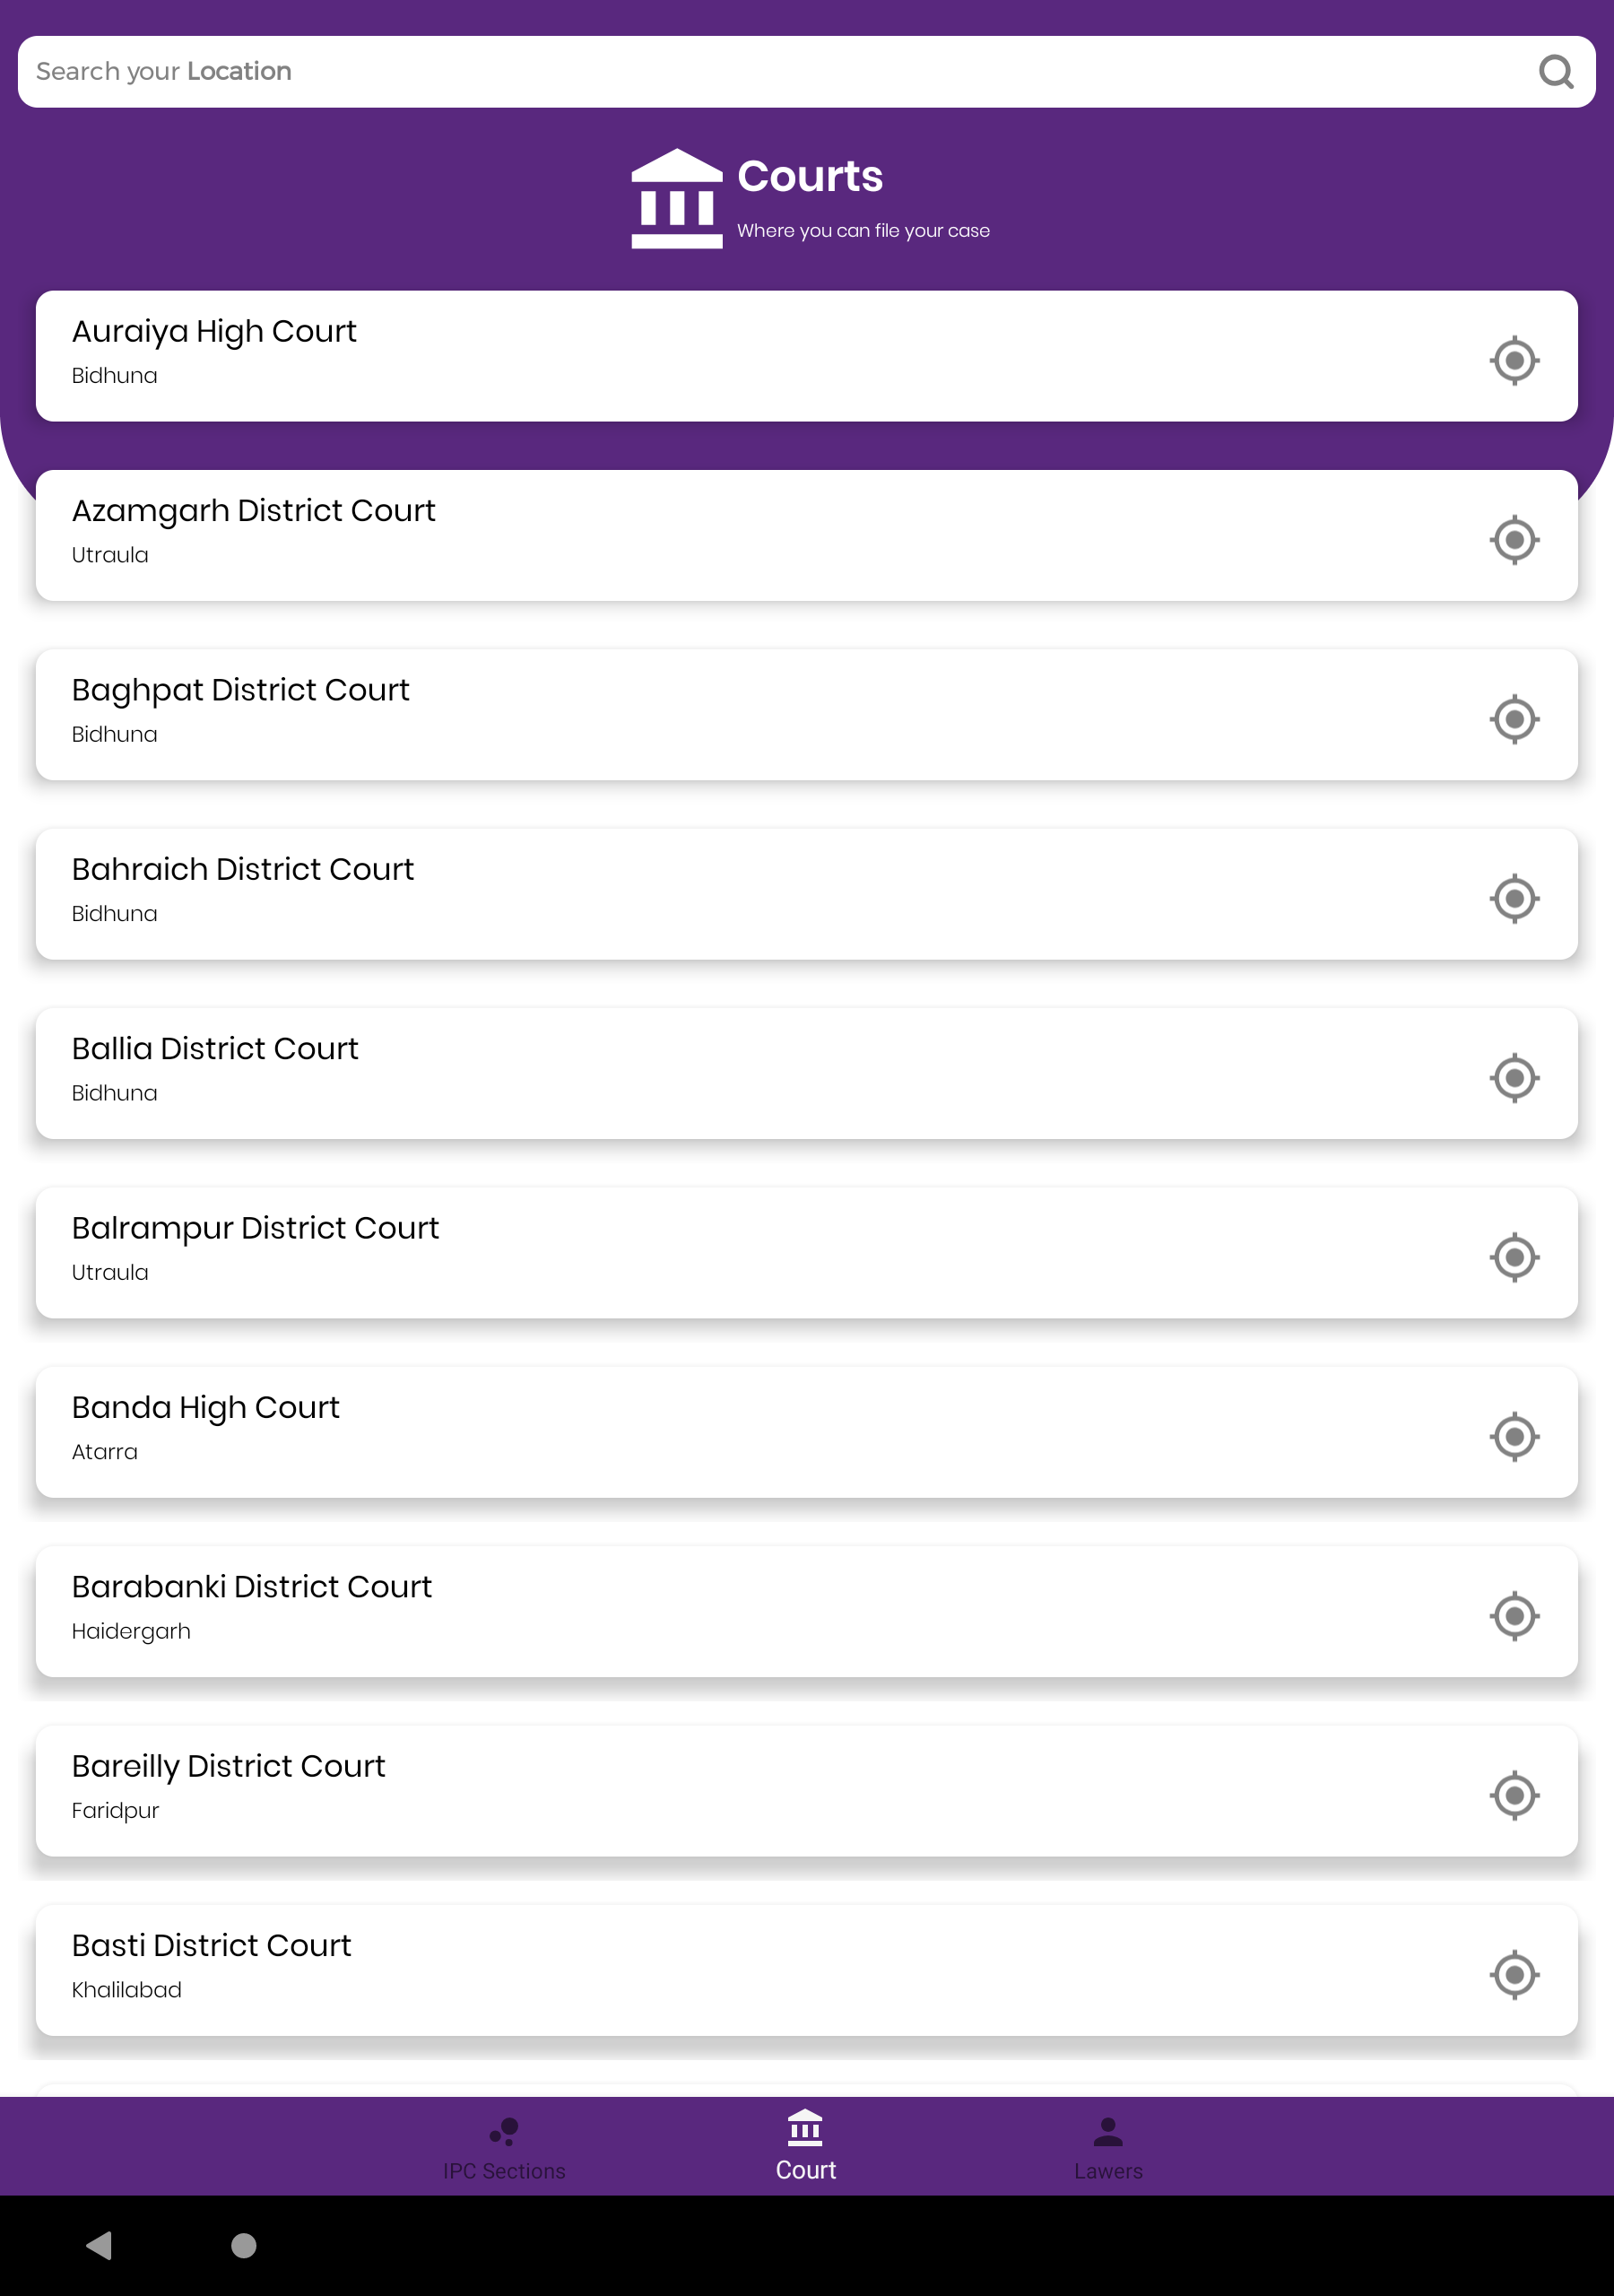 Search your Location
Courts
Where you can file your case
Auraiya High Court
Bidhuna
Azamgarh District Court
Utraula
Baghpat District Court
Bidhuna
Bahraich District Court
Bidhuna
Ballia District Court
Bidhuna
Balrampur District Court
Utraula
Banda High Court
Atarra
Barabanki District Court
Haidergarh
Bareilly District Court
Faridpur
Basti District Court
Khalilabad
IPC Sections
Court
Lawers